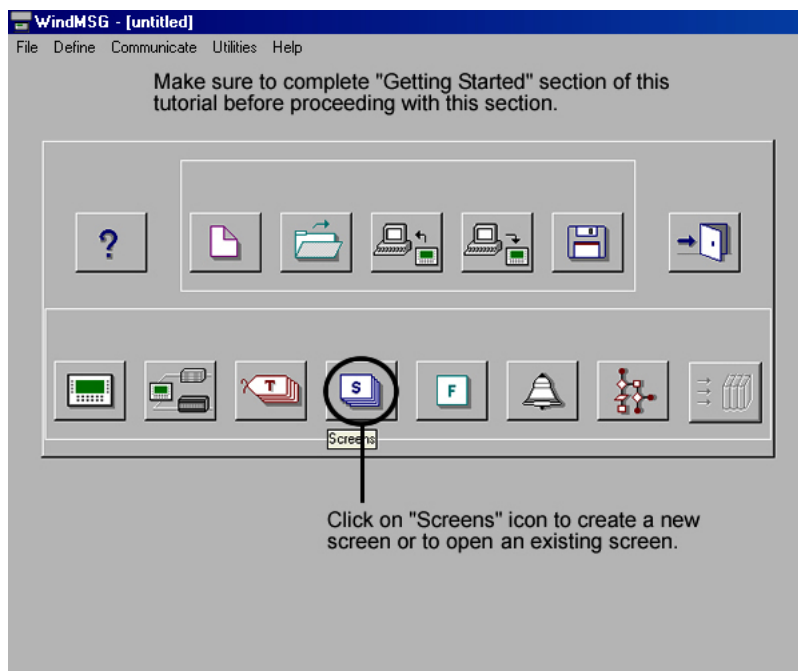 WindMSG - [untitled]
File Define Communicate Utilities Help
Make sure to complete "Getting Started" section of this
tutorial before proceeding with this section.
?
T
S
F
Screens
Click on "Screens" icon to create a new
screen or to open an existing screen.